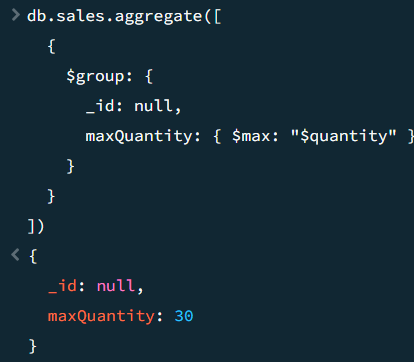 > db.sales.aggregate([
{
$group: {
_id: null,
maxQuantity: { $max: "$quantity" }
}
}
])
< {
_id: null,
maxQuantity: 30
}